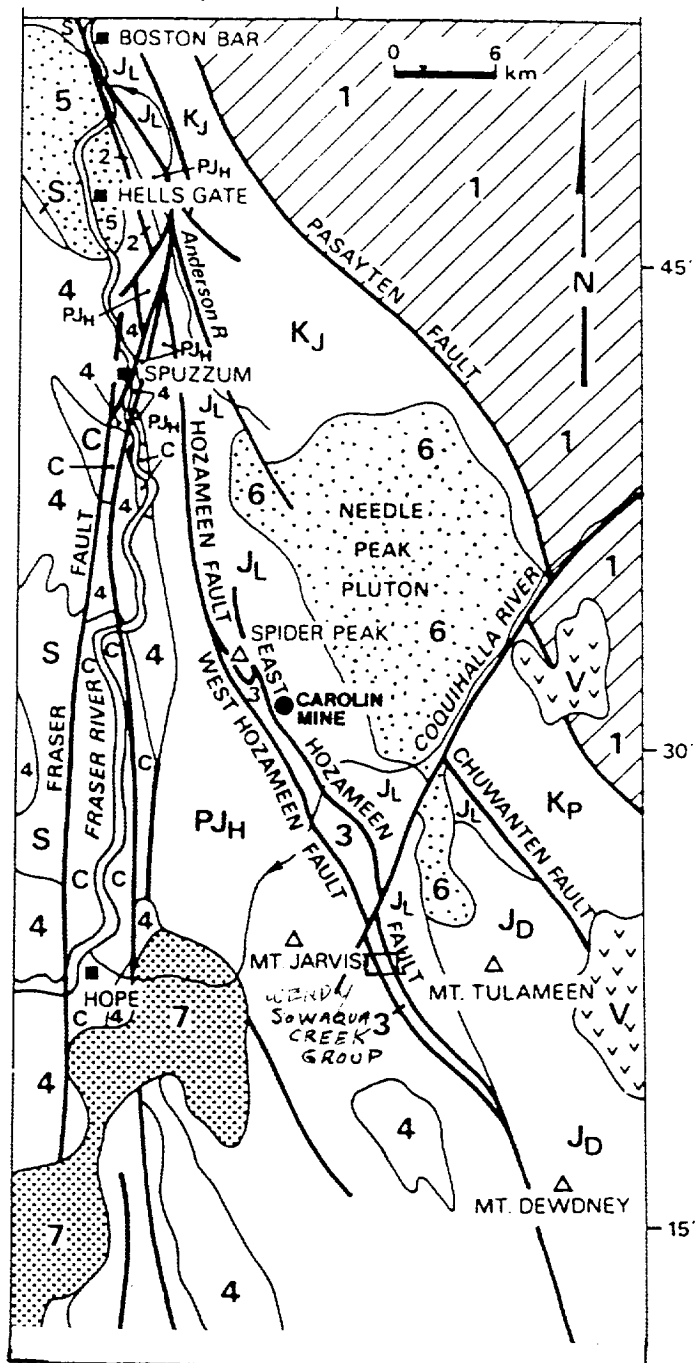 S
BOSTON BAR
0 6
km
JL
1
5
JL
KJ
1
2
PJH
S
HELLS GATE
5
2
PASAYTEN FAULT
45'
Anderson R
4
N
PJH
KJ
4
PJH
4
SPUZZUM
4
JL
PJH
C
C
6
1
C
6
4
4
HOZAMEEN FAULT
NEEDLE
PEAK
PLUTON
FAULT
JL
1
4
6
SPIDER PEAK
COQUIHALLA RIVER
S
C
C
4
3
EAST HOZAMEEN FAULT
V
CAROLIN
MINE
WEST HOZAMEEN FAULT
FRASER
FRASER RIVER
C
1
30'
4
JL
CHUWANTEN FAULT
JL
KP
S
PJH
3
C
C
6
4
4
JL
JD
MT. JARVIS
MT. TULAMEEN
V
HOPE
7
WENDY
SOWAQUA
CREEK
GROUP
3
C
4
4
4
JD
MT. DEWDNEY
7
15'
4